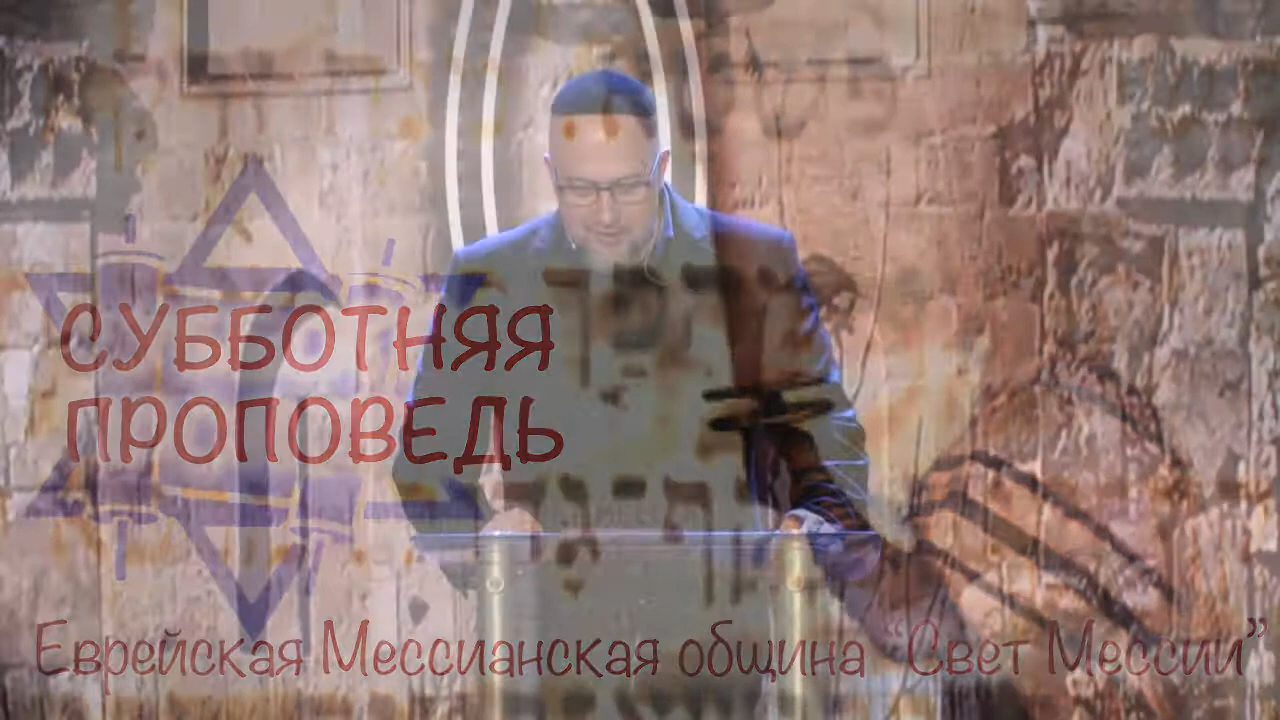 СУББОТНЯЯ
ПРОПОВЕДЬ
Еврейская Мессианская община “Свет Мессии”